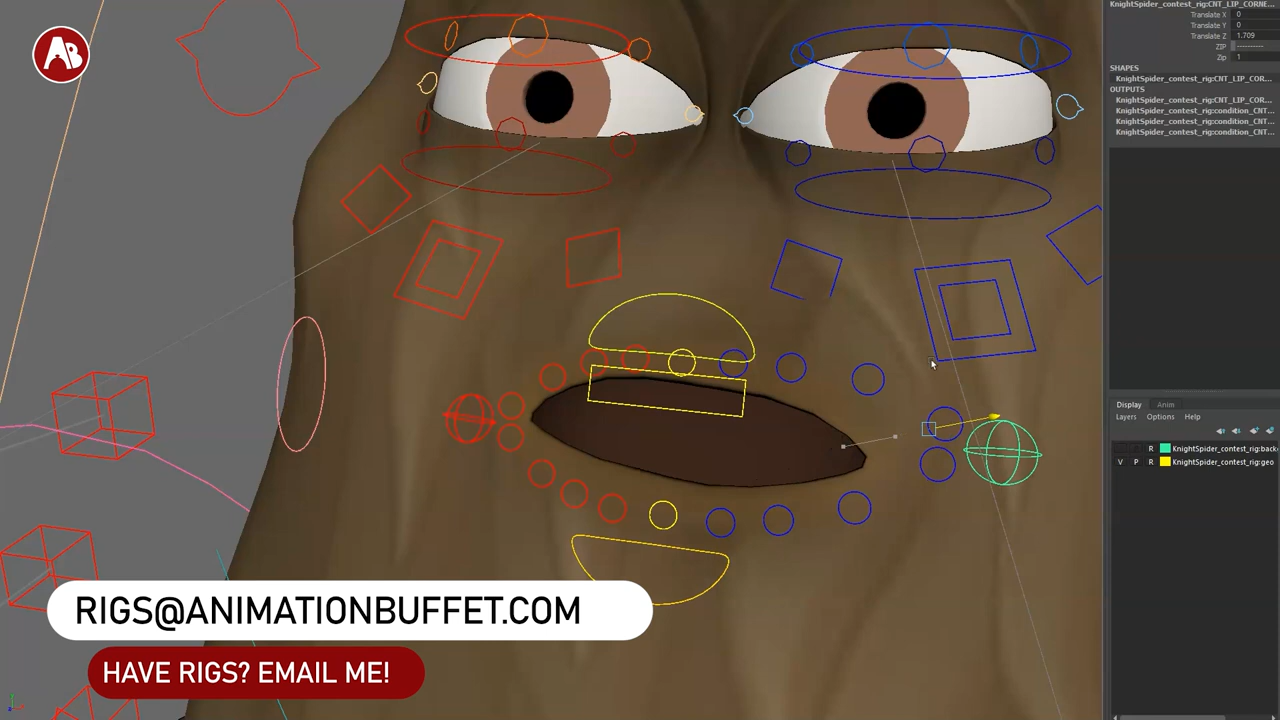 AB
KnightSpider_contest_rig:CNT_LIP_CORNE...
Translate X 0
Translate Y 0
Translate Z 1.709
ZIP ----------
Zip 1
SHAPES
KnightSpider_contest_rig:CNT_LIP_COR...
OUTPUTS
KnightSpider_contest_rig:CNT_LIP_COR...
KnightSpider_contest_rig:condition_CNT...
KnightSpider_contest_rig:condition_CNT...
KnightSpider_contest_rig:condition_CNT...
Display Anim
Layers Options Help
R KnightSpider_contest_rig:back
V P R KnightSpider_contest_rig:geo
RIGS@ANIMATIONBUFFET.COM
HAVE RIGS? EMAIL ME!